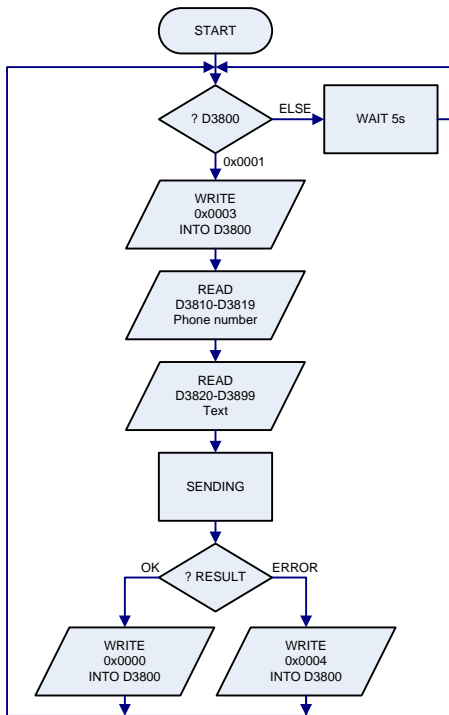 START
? D3800
ELSE
WAIT 5s
0x0001
WRITE
0x0003
INTO D3800
READ
D3810-D3819
Phone number
READ
D3820-D3899
Text
SENDING
OK
? RESULT
ERROR
WRITE
0x0000
INTO D3800
WRITE
0x0004
INTO D3800